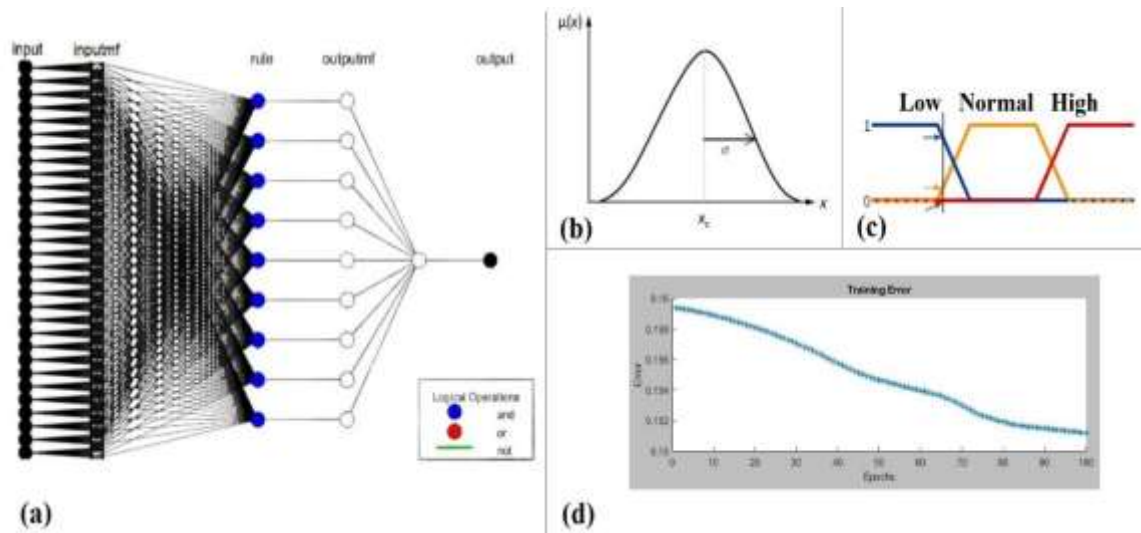 input
inputmf
rule
outputmf
output
Logical Operations
and
or
not
(a)
μ(x)
σ
x
x_c
(b)
Low Normal High
1
0
(c)
Training Error
Error
0 10 20 30 40 50 60 70 80 90 100
Epochs
(d)